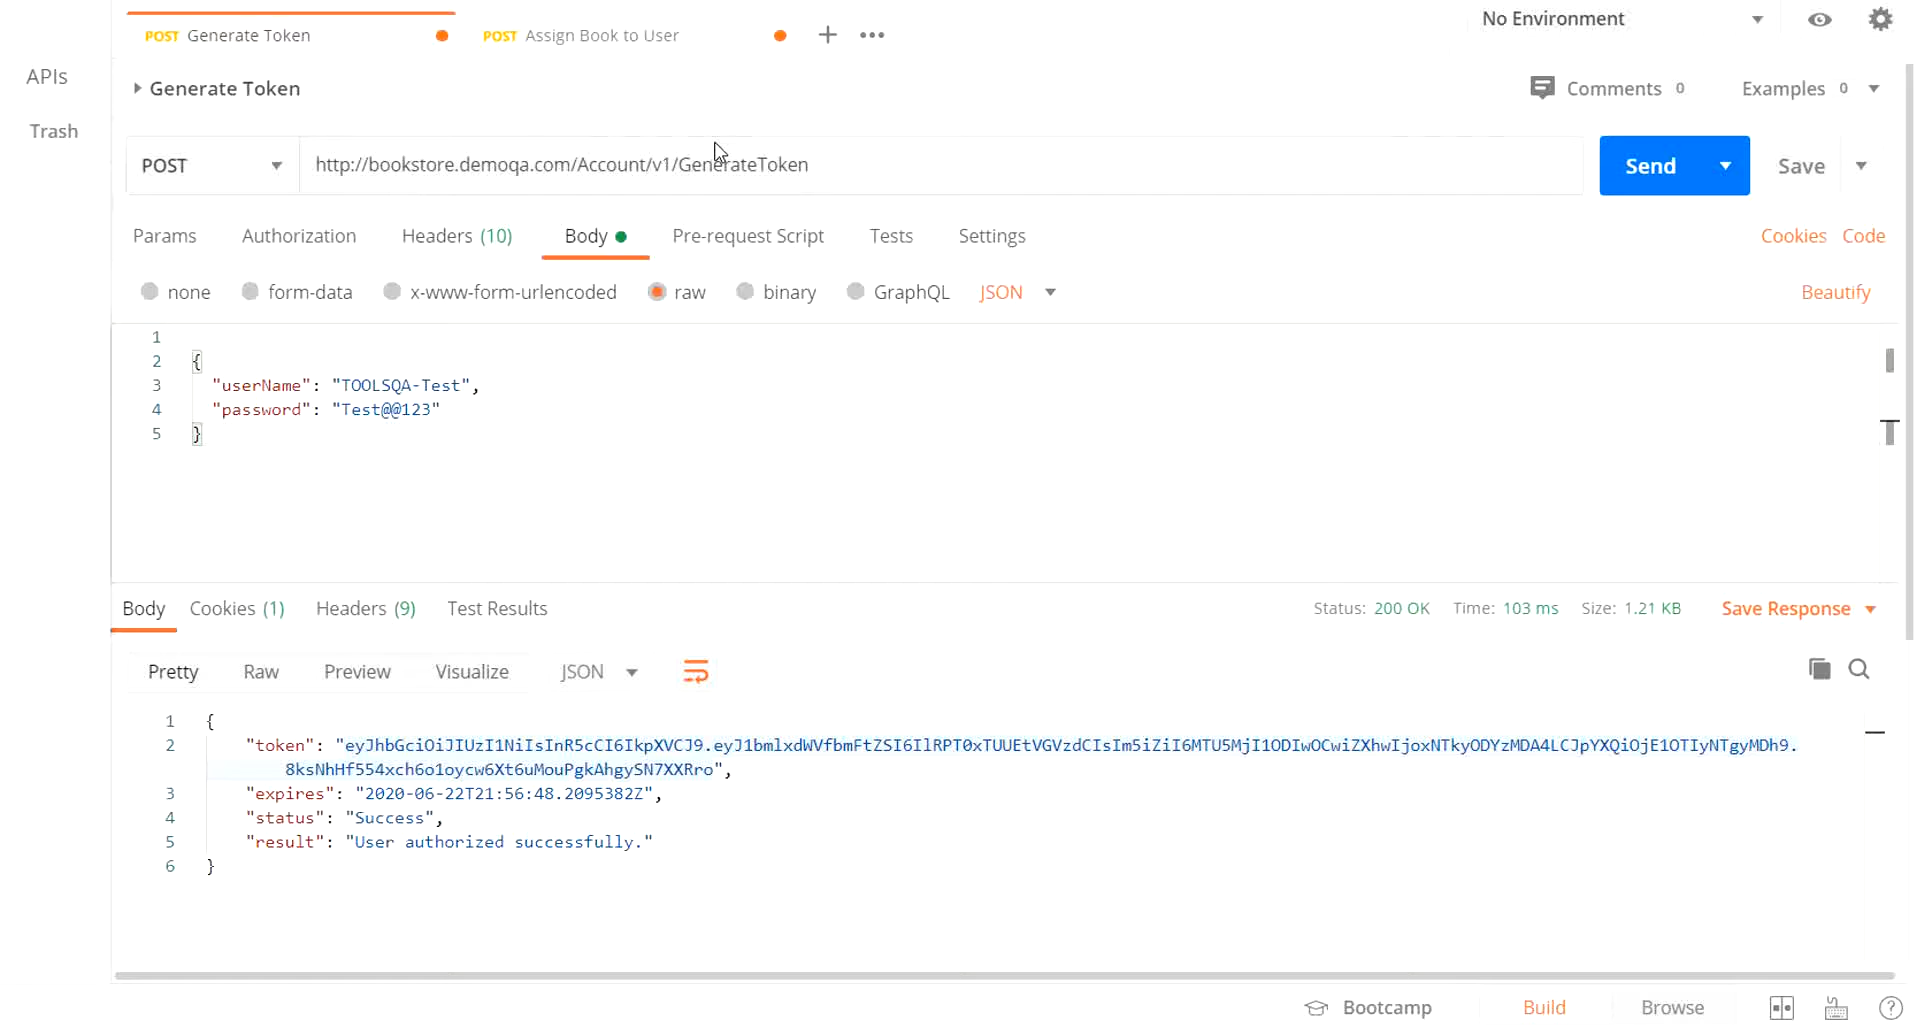 POST Generate Token
POST Assign Book to User
No Environment
APIs
Trash
Generate Token
Comments 0
Examples 0
POST
http://bookstore.demoqa.com/Account/v1/GenerateToken
Send
Save
Params
Authorization
Headers (10)
Body
Pre-request Script
Tests
Settings
Cookies
Code
none
form-data
x-www-form-urlencoded
raw
binary
GraphQL
JSON
Beautify
1
2 {
3 "userName": "TOOLSQA-Test",
4 "password": "Test@@123"
5 }
Body
Cookies (1)
Headers (9)
Test Results
Status: 200 OK
Time: 103 ms
Size: 1.21 KB
Save Response
Pretty
Raw
Preview
Visualize
JSON
1 {
2 "token": "eyJhbGciOiJIUzI1NiIsInR5cCI6IkpXVCJ9.eyJ1bmlxdWVfbmFtZSI6IlRPT0xTUUEtVGVzdCIsIm5iZiI6MTU5MjI1ODIwOCwiZXhwIjoxNTkyODYzMDA4LCJpYXQiOjE1OTIyNTgyMDh9.
8ksNhHf554xch6o1oycw6Xt6uMouPgkAhgySN7XXRro",
3 "expires": "2020-06-22T21:56:48.2095382Z",
4 "status": "Success",
5 "result": "User authorized successfully."
6 }
Bootcamp
Build
Browse